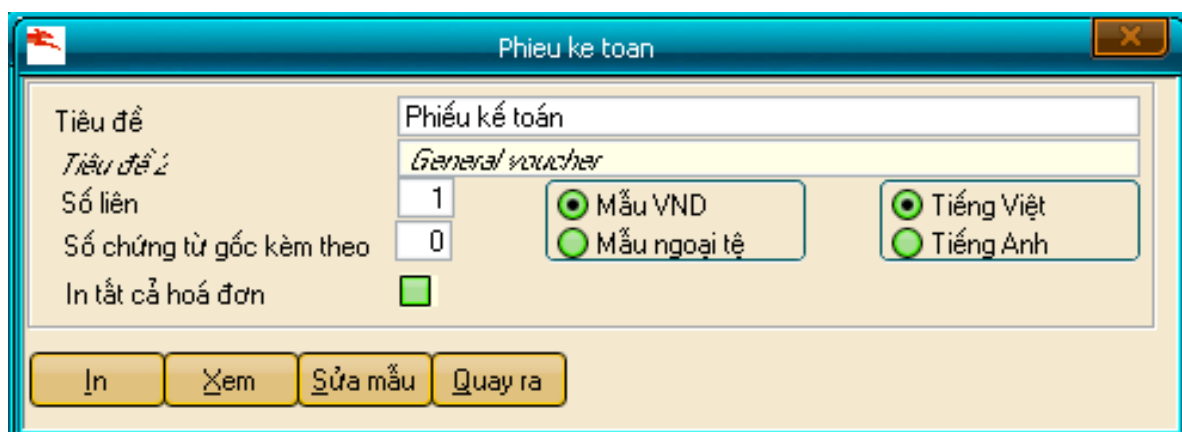 Phieu ke toan
Tiêu đề Phiếu kế toán
Tiêu đề 2 General voucher
Số liên 1 Mẫu VND Tiếng Việt
Số chứng từ gốc kèm theo 0 Mẫu ngoại tệ Tiếng Anh
In tất cả hoá đơn
In Xem Sửa mẫu Quay ra